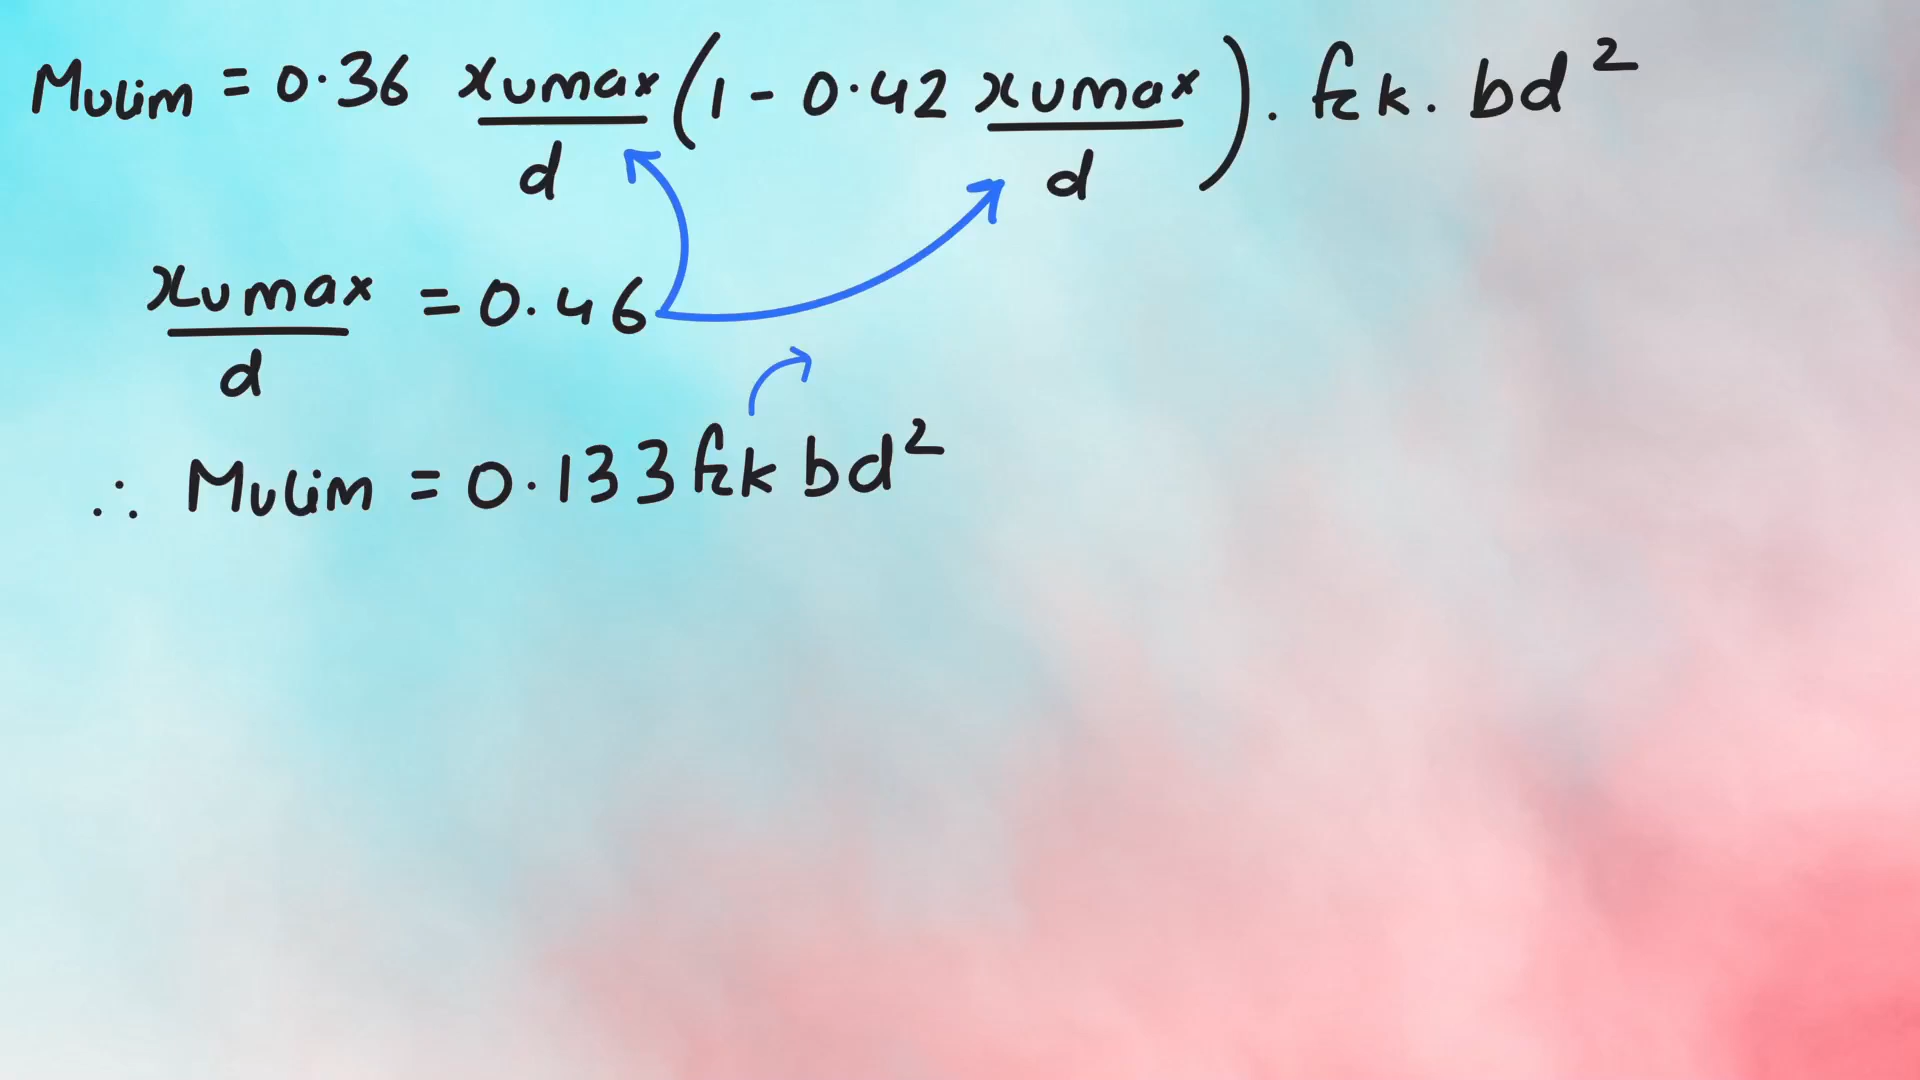 Mulim = 0.36 xumax/d (1 - 0.42 xumax/d) . fck . bd²
xumax/d = 0.46
∴ Mulim = 0.133 fck bd²